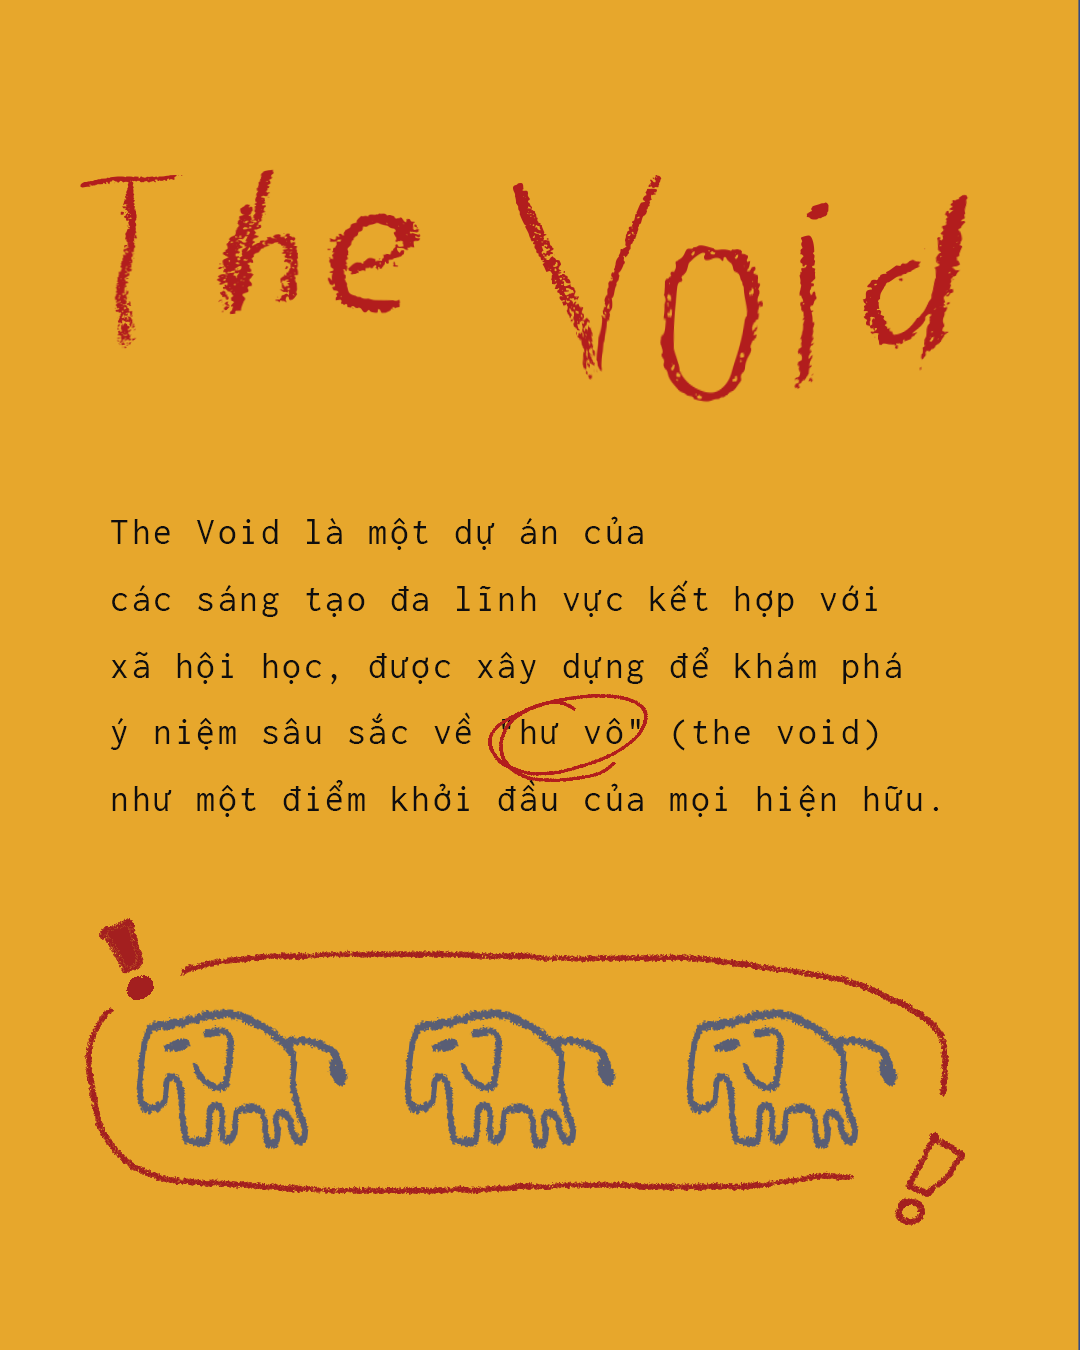 The Void
The Void là một dự án của
các sáng tạo đa lĩnh vực kết hợp với
xã hội học, được xây dựng để khám phá
ý niệm sâu sắc về "hư vô" (the void)
như một điểm khởi đầu của mọi hiện hữu.
!
!